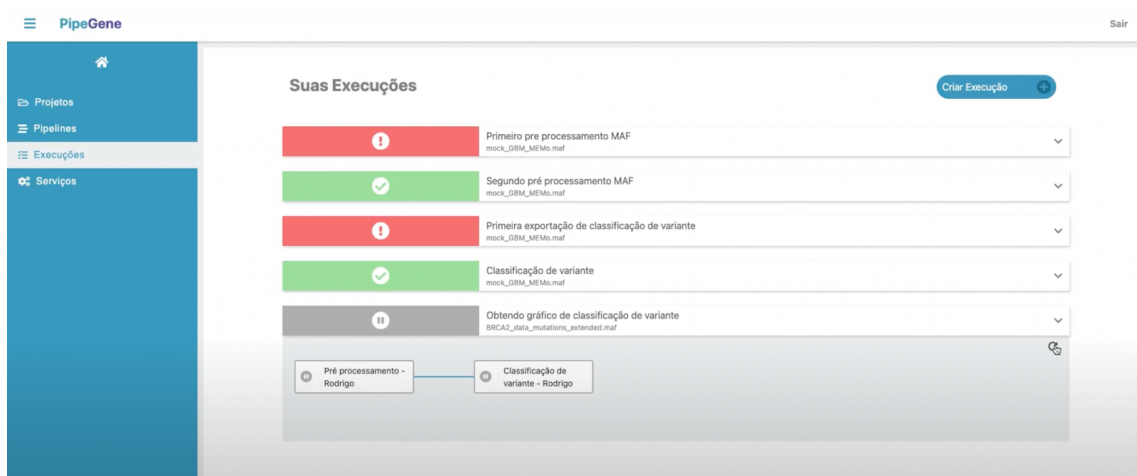 PipeGene
Sair
Projetos
Pipelines
Execuções
Serviços
Suas Execuções
Criar Execução
Primeiro pre processamento MAF
mock_GBM_MEMo.maf
Segundo pré processamento MAF
mock_GBM_MEMo.maf
Primeira exportação de classificação de variante
mock_GBM_MEMo.maf
Classificação de variante
mock_GBM_MEMo.maf
Obtendo gráfico de classificação de variante
BRCA2_data_mutations_extended.maf
Pré processamento -
Rodrigo
Classificação de
variante - Rodrigo